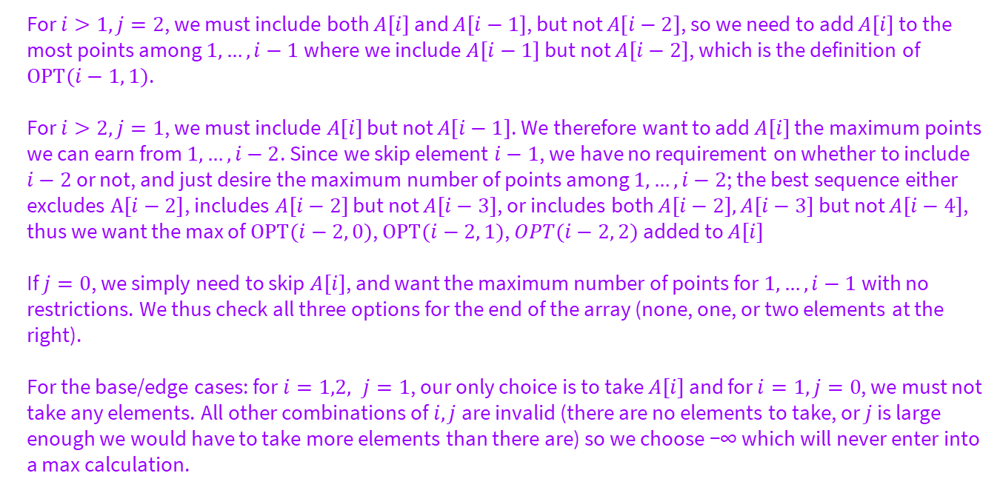 For i > 1, j = 2, we must include both A[i] and A[i − 1], but not A[i − 2], so we need to add A[i] to the
most points among 1, … , i − 1 where we include A[i − 1] but not A[i − 2], which is the definition of
OPT(i − 1, 1).
For i > 2, j = 1, we must include A[i] but not A[i − 1]. We therefore want to add A[i] the maximum points
we can earn from 1, … , i − 2. Since we skip element i − 1, we have no requirement on whether to include
i − 2 or not, and just desire the maximum number of points among 1, … , i − 2; the best sequence either
excludes A[i − 2], includes A[i − 2] but not A[i − 3], or includes both A[i − 2], A[i − 3] but not A[i − 4],
thus we want the max of OPT(i − 2, 0), OPT(i − 2, 1), OPT(i − 2, 2) added to A[i]
If j = 0, we simply need to skip A[i], and want the maximum number of points for 1, … , i − 1 with no
restrictions. We thus check all three options for the end of the array (none, one, or two elements at the
right).
For the base/edge cases: for i = 1,2, j = 1, our only choice is to take A[i] and for i = 1, j = 0, we must not
take any elements. All other combinations of i, j are invalid (there are no elements to take, or j is large
enough we would have to take more elements than there are) so we choose −∞ which will never enter into
a max calculation.